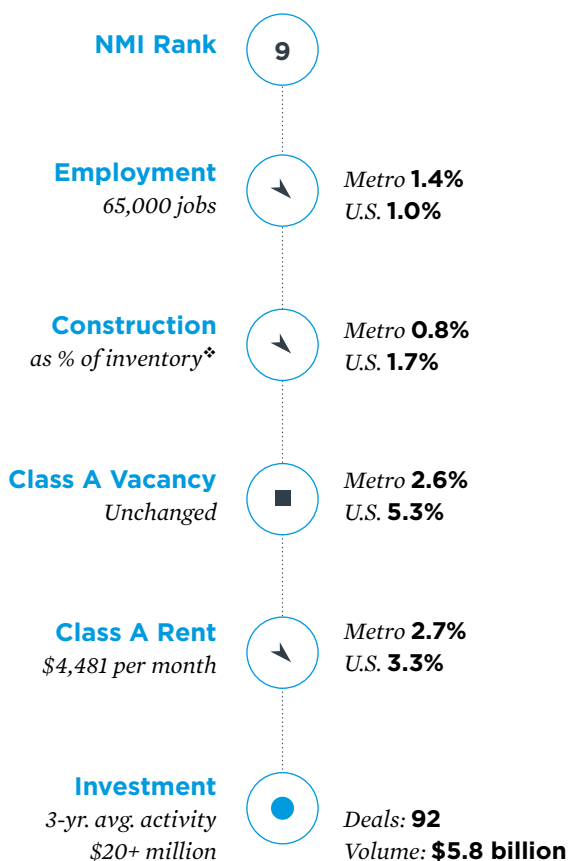 NMI Rank
9
Employment
65,000 jobs
Metro 1.4%
U.S. 1.0%
Construction
as % of inventory❖
Metro 0.8%
U.S. 1.7%
Class A Vacancy
Unchanged
Metro 2.6%
U.S. 5.3%
Class A Rent
$4,481 per month
Metro 2.7%
U.S. 3.3%
Investment
3-yr. avg. activity
$20+ million
Deals: 92
Volume: $5.8 billion